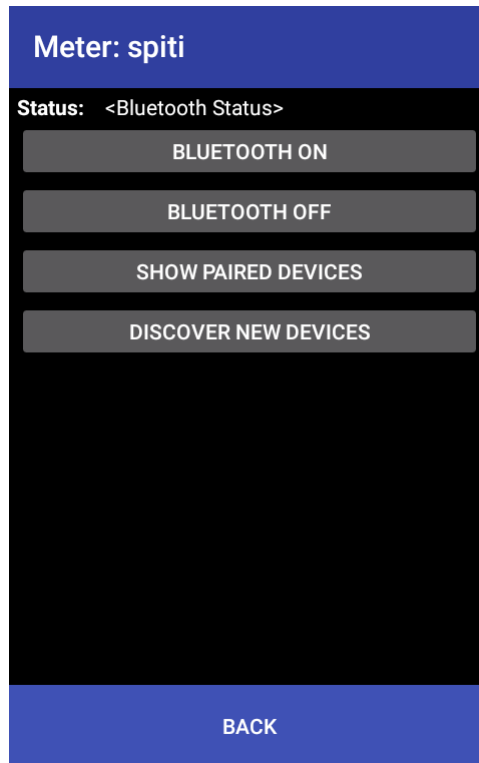 Meter: spiti
Status: <Bluetooth Status>
BLUETOOTH ON
BLUETOOTH OFF
SHOW PAIRED DEVICES
DISCOVER NEW DEVICES
BACK